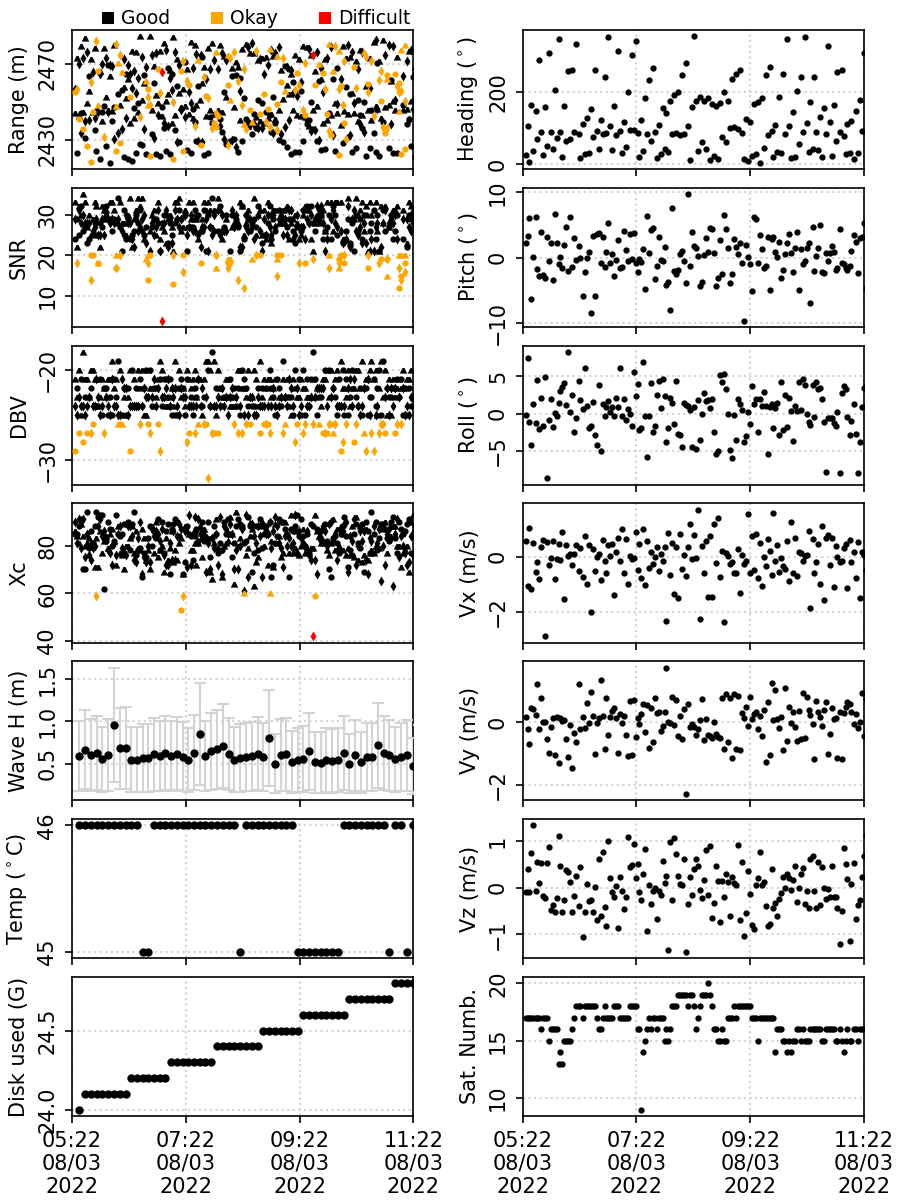 Good Okay Difficult
Range (m)
2470
2430
Heading (°)
200
0
SNR
30
20
10
Pitch (°)
10
0
−10
DBV
−20
−30
Roll (°)
5
0
−5
Xc
80
60
40
Vx (m/s)
0
−2
Wave H (m)
1.5
1.0
0.5
Vy (m/s)
0
−2
Temp (°C)
46
45
Vz (m/s)
1
0
−1
Disk used (G)
24.5
24.0
Sat. Numb.
20
15
10
05:22 07:22 09:22 11:22 05:22 07:22 09:22 11:22
08/03 08/03 08/03 08/03 08/03 08/03 08/03 08/03
2022 2022 2022 2022 2022 2022 2022 2022